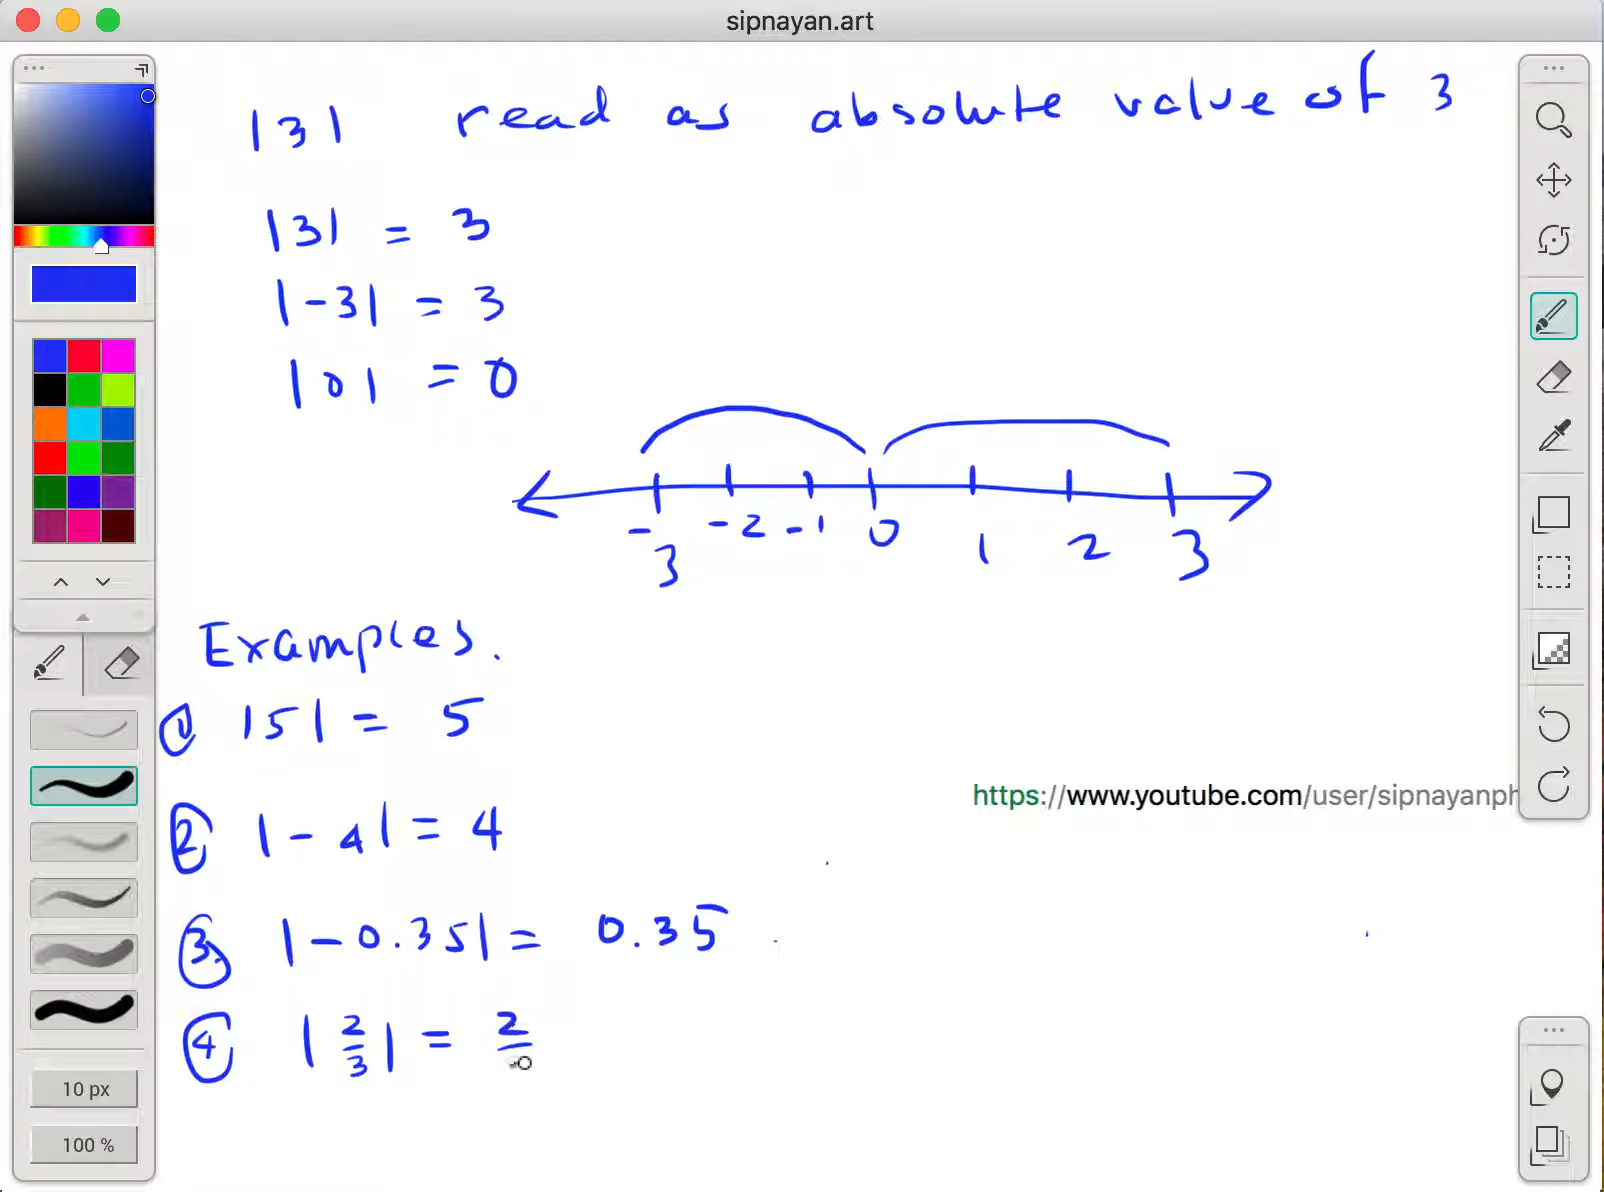 sipnayan.art
|3| read as absolute value of 3
|3| = 3
|-3| = 3
|0| = 0
-3 -2 -1 0 1 2 3
Examples.
① |5| = 5
https://www.youtube.com/user/sipnayanph
② |-4| = 4
③ |-0.35| = 0.35
④ |2/3| = 2/
10 px
100 %